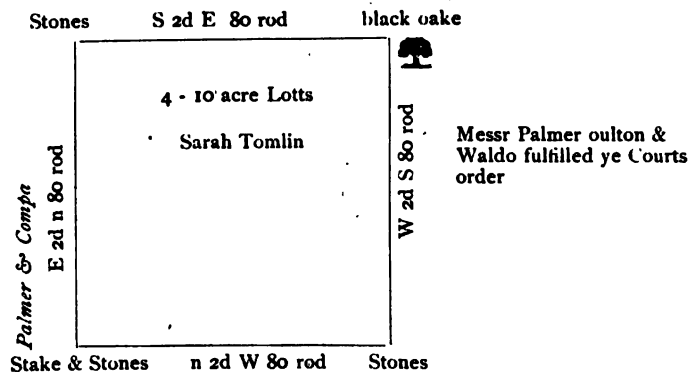 Stones S 2d E 80 rod black oake
4 - 10 acre Lotts
Sarah Tomlin
W 2d S 80 rod
Messr Palmer oulton &
Waldo fulfilled ye Courts
order
Palmer & Compa
E 2d n 80 rod
Stake & Stones n 2d W 80 rod Stones